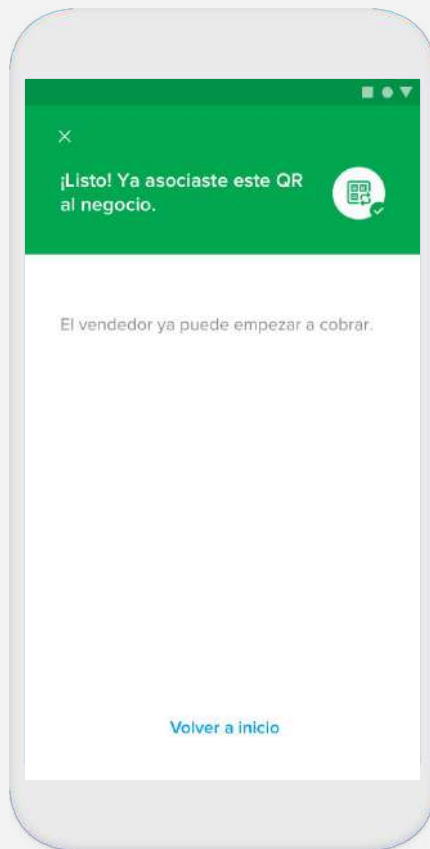 ¡Listo! Ya asociaste este QR
al negocio.
El vendedor ya puede empezar a cobrar.
Volver a inicio